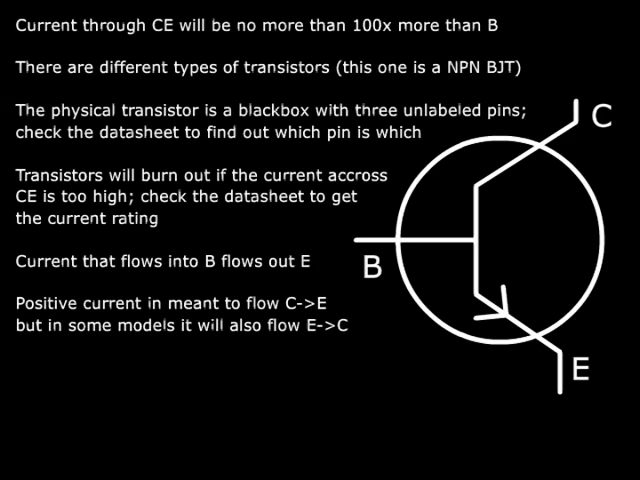 Current through CE will be no more than 100x more than B
There are different types of transistors (this one is a NPN BJT)
The physical transistor is a blackbox with three unlabeled pins;
check the datasheet to find out which pin is which
Transistors will burn out if the current accross
CE is too high; check the datasheet to get
the current rating
Current that flows into B flows out E
Positive current in meant to flow C->E
but in some models it will also flow E->C
C
B
E